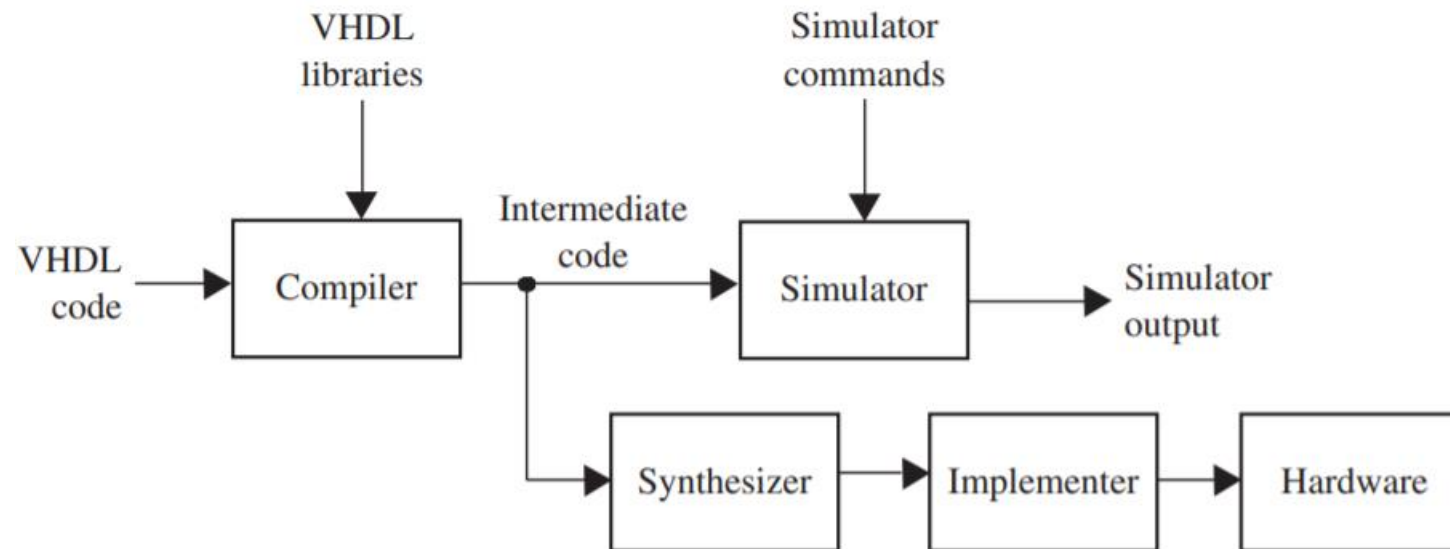 VHDL
libraries
Simulator
commands
VHDL
code
Compiler
Intermediate
code
Simulator
Simulator
output
Synthesizer
Implementer
Hardware